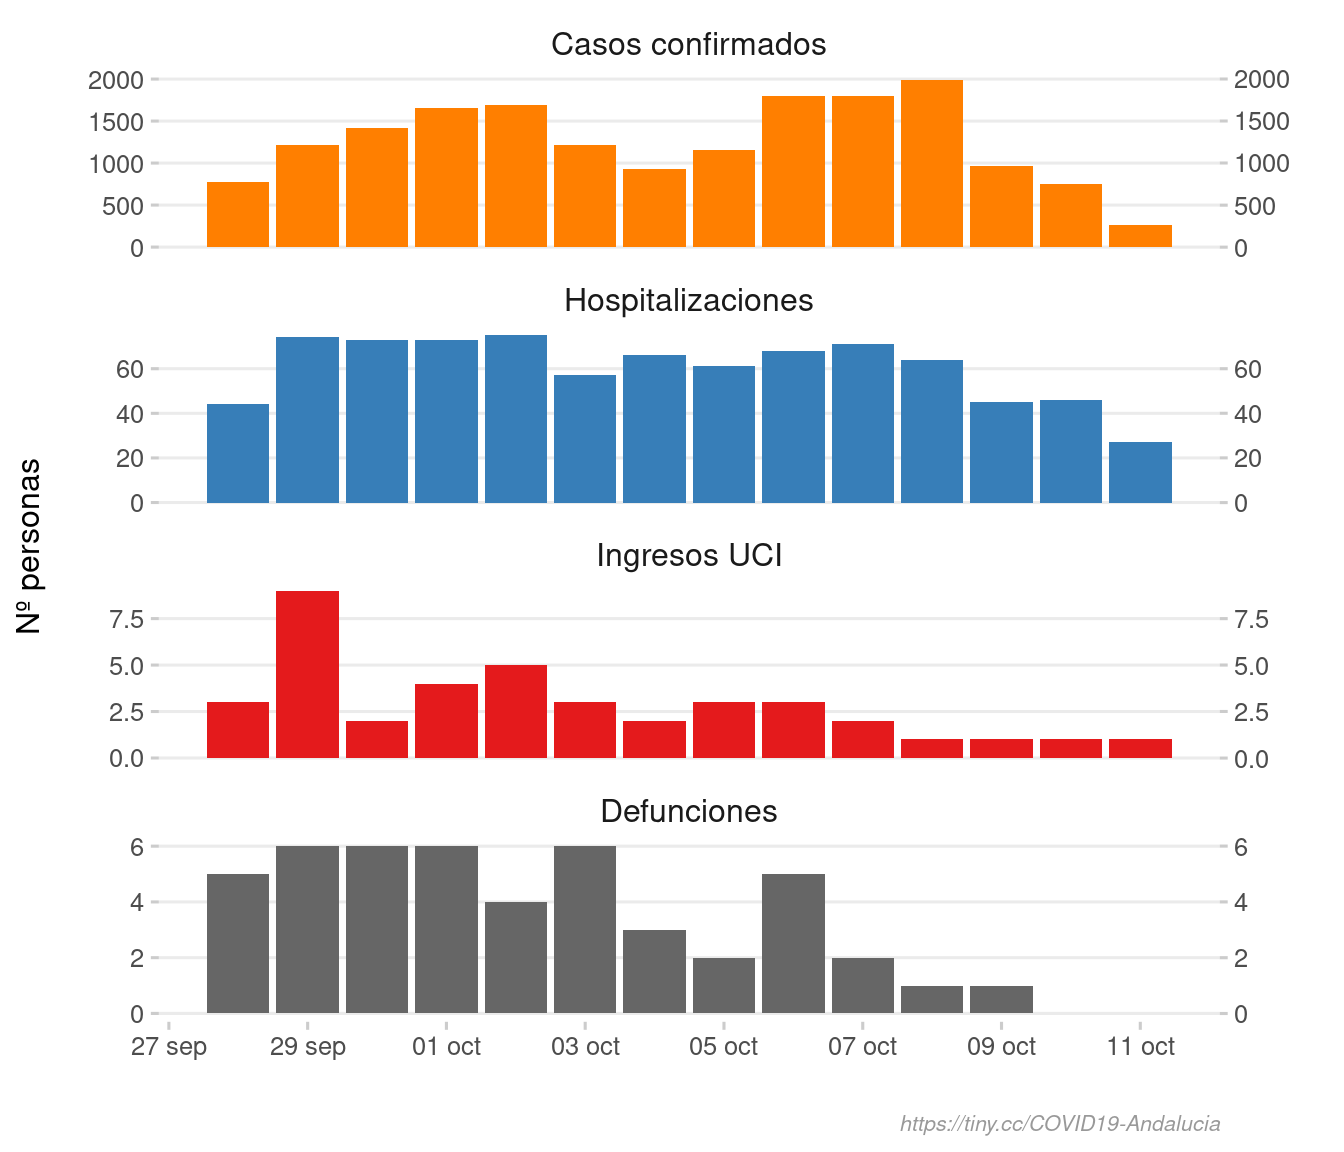 Casos confirmados
2000 2000
1500 1500
1000 1000
500 500
0 0
Hospitalizaciones
60 60
40 40
20 20
0 0
Nº personas
Ingresos UCI
7.5 7.5
5.0 5.0
2.5 2.5
0.0 0.0
Defunciones
6 6
4 4
2 2
0 0
27 sep 29 sep 01 oct 03 oct 05 oct 07 oct 09 oct 11 oct
https://tiny.cc/COVID19-Andalucia